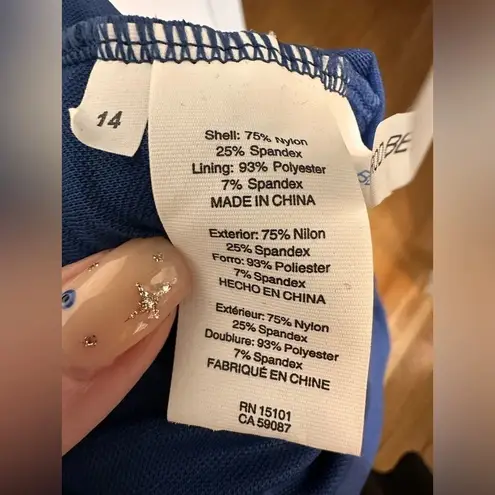 14
Shell: 75% Nylon
25% Spandex
Lining: 93% Polyester
7% Spandex
MADE IN CHINA
Exterior: 75% Nilon
25% Spandex
Forro: 93% Poliester
7% Spandex
HECHO EN CHINA
Extérieur: 75% Nylon
25% Spandex
Doublure: 93% Polyester
7% Spandex
FABRIQUÉ EN CHINE
RN 15101
CA 59087